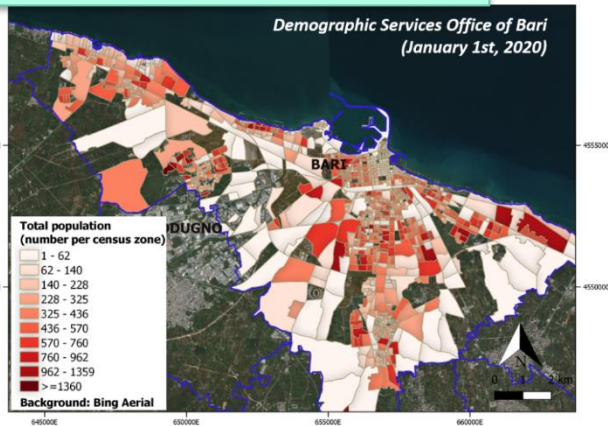 Demographic Services Office of Bari
(January 1st, 2020)
4555000
BARI
ODUGNO
Total population
(number per census zone)
1 - 62
62 - 140
140 - 228
228 - 325
325 - 436
436 - 570
570 - 760
760 - 962
962 - 1359
>=1360
Background: Bing Aerial
4550000
N
0 1 2 km
645000E 650000E 655000E 660000E